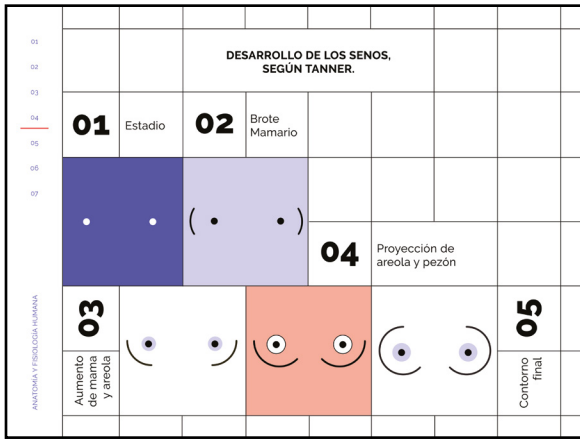 01
02
03
04
05
06
07
ANATOMÍA Y FISIOLOGÍA HUMANA
DESARROLLO DE LOS SENOS,
SEGÚN TANNER.
01
Estadio
02
Brote
Mamario
04
Proyección de
areola y pezón
03
Aumento
de mama
y areola
05
Contorno
final